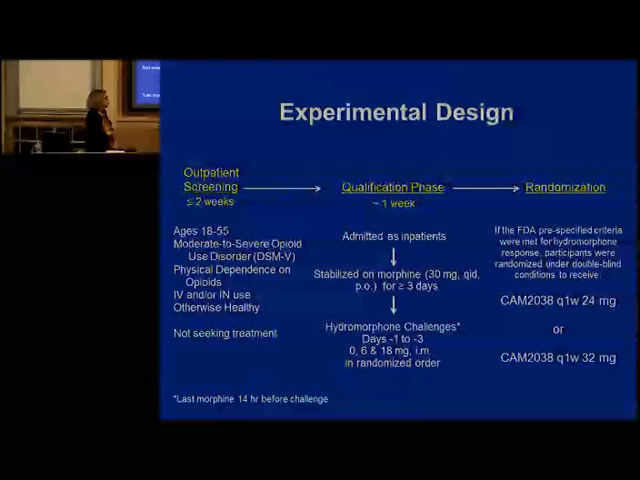 Experimental Design
Outpatient
Screening
≤ 2 weeks
Ages 18-55
Moderate-to-Severe Opioid
Use Disorder (DSM-V)
Physical Dependence on
Opioids
IV and/or IN use
Otherwise Healthy
Not seeking treatment
Qualification Phase
~ 1 week
Admitted as inpatients
Stabilized on morphine (30 mg, qid,
p.o.) for ≥ 3 days
Hydromorphone Challenges*
Days -1 to -3
0, 6 & 18 mg, i.m.
in randomized order
Randomization
If the FDA pre-specified criteria
were met for hydromorphone
response, participants were
randomized under double-blind
conditions to receive
CAM2038 q1w 24 mg
or
CAM2038 q1w 32 mg
*Last morphine 14 hr before challenge